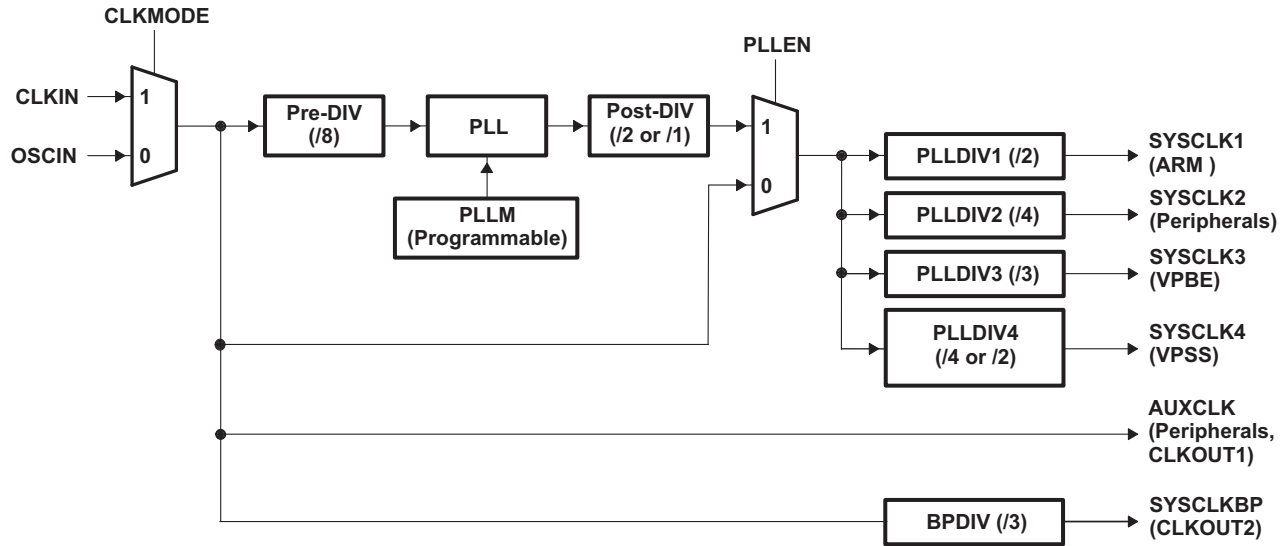 CLKMODE
CLKIN
1
OSCIN
0
Pre-DIV
(/8)
PLL
Post-DIV
(/2 or /1)
PLLM
(Programmable)
PLLEN
1
0
PLLDIV1 (/2)
SYSCLK1
(ARM )
PLLDIV2 (/4)
SYSCLK2
(Peripherals)
PLLDIV3 (/3)
SYSCLK3
(VPBE)
PLLDIV4
(/4 or /2)
SYSCLK4
(VPSS)
AUXCLK
(Peripherals,
CLKOUT1)
BPDIV (/3)
SYSCLKBP
(CLKOUT2)